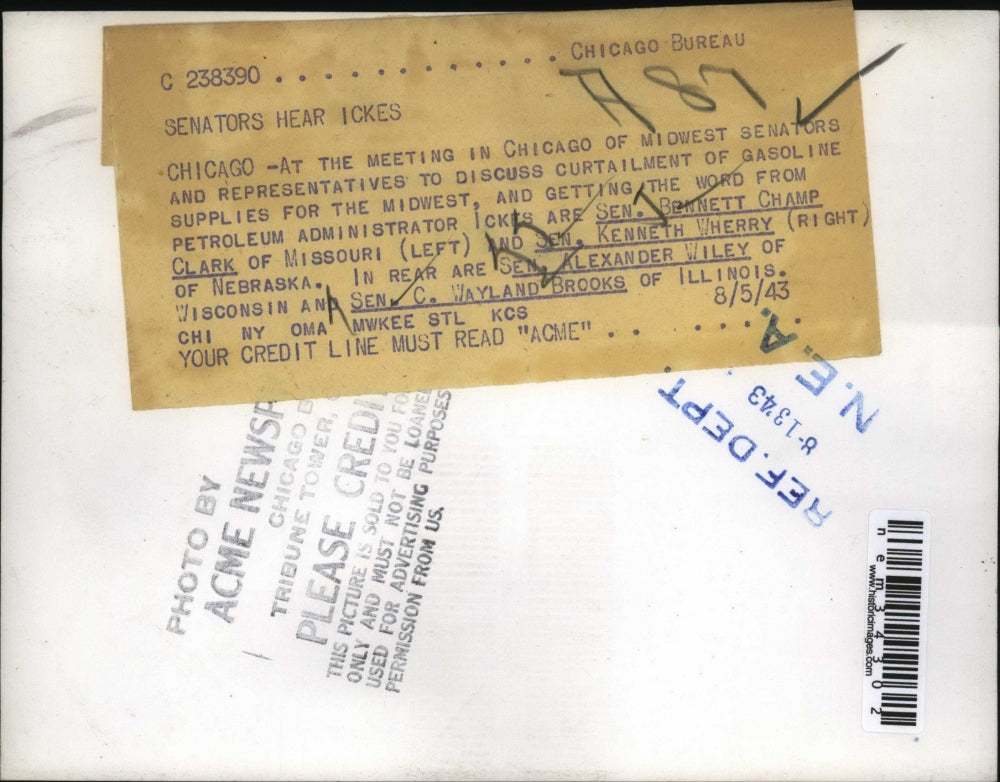 C 238390 . . . . . . . . . . . . . CHICAGO BUREAU
SENATORS HEAR ICKES
CHICAGO -AT THE MEETING IN CHICAGO OF MIDWEST SENATORS
AND REPRESENTATIVES TO DISCUSS CURTAILMENT OF GASOLINE
SUPPLIES FOR THE MIDWEST, AND GETTING THE WORD FROM
PETROLEUM ADMINISTRATOR ICKES ARE SEN. BENNETT CHAMP
CLARK OF MISSOURI (LEFT) AND SEN. KENNETH WHERRY (RIGHT)
OF NEBRASKA. IN REAR ARE SEN. ALEXANDER WILEY OF
WISCONSIN AND SEN. C. WAYLAND BROOKS OF ILLINOIS.
CHI NY OMA MWKEE STL KCS 8/5/43
YOUR CREDIT LINE MUST READ "ACME" . . . . . . . .
PHOTO BY
ACME NEWSP
CHICAGO B
TRIBUNE TOWER,
PLEASE CREDI
THIS PICTURE IS SOLD TO YOU FO
ONLY AND MUST NOT BE LOANED
USED FOR ADVERTISING PURPOSES
PERMISSION FROM US.
REF. DEPT.
8-13'43
N. E. A.
nem34302
www.historicimages.com